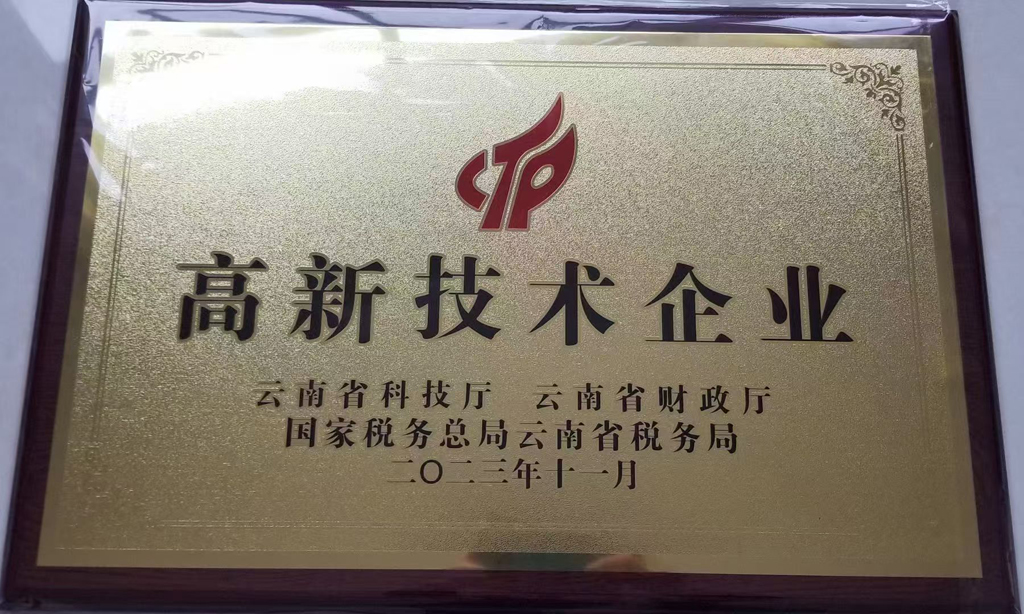 CTP
高新技术企业
云南省科技厅 云南省财政厅
国家税务总局云南省税务局
二〇二三年十一月